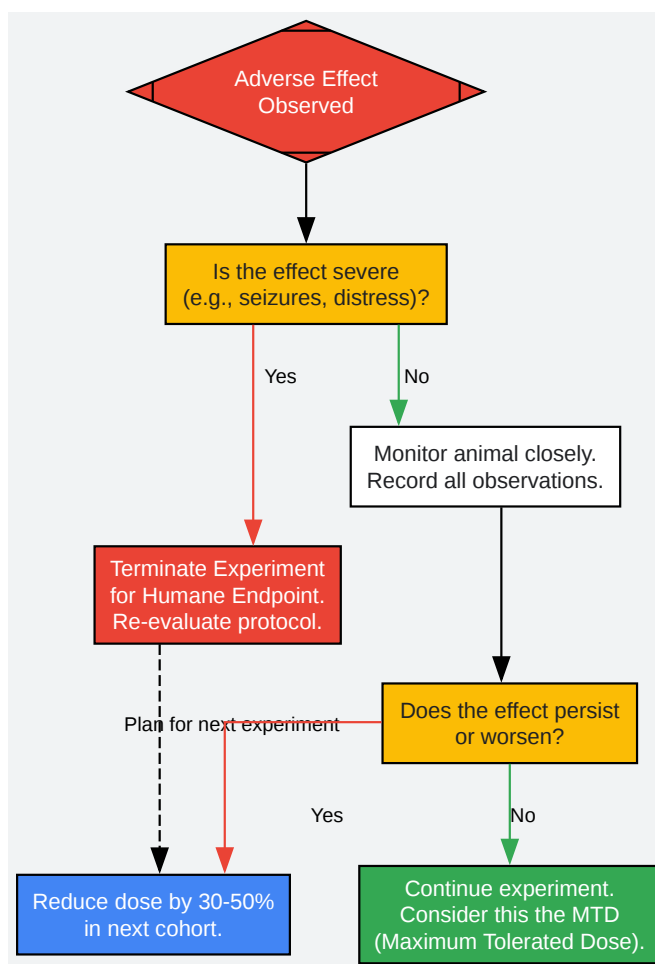 Adverse Effect
Observed
Is the effect severe
(e.g., seizures, distress)?
Yes
No
Monitor animal closely.
Record all observations.
Terminate Experiment
for Humane Endpoint.
Re-evaluate protocol.
Does the effect persist
or worsen?
Plan for next experiment
Yes
No
Reduce dose by 30-50%
in next cohort.
Continue experiment.
Consider this the MTD
(Maximum Tolerated Dose).